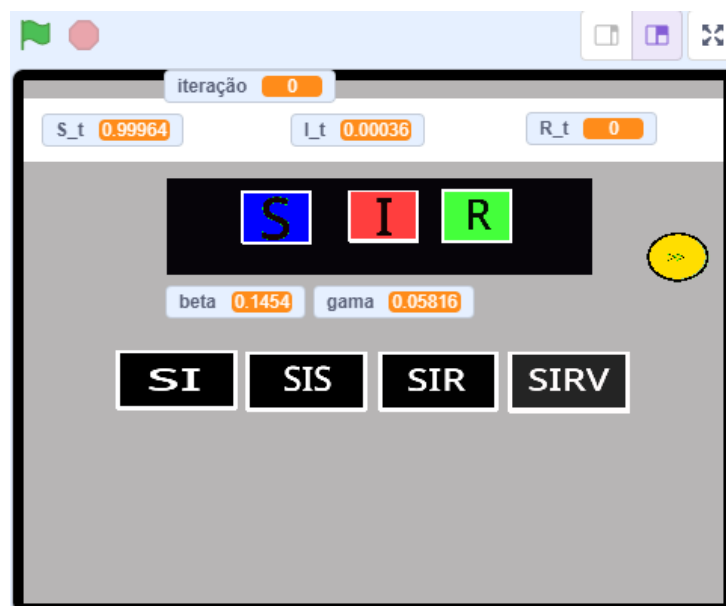 iteração 0
S_t 0.99964 I_t 0.00036 R_t 0
S I R
>>
beta 0.1454 gama 0.05816
SI SIS SIR SIRV